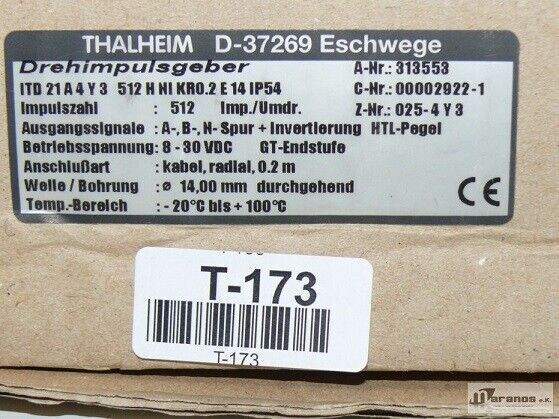 THALHEIM D-37269 Eschwege
Drehimpulsgeber A-Nr.: 313553
ITD 21 A 4 Y 3 512 H NI KR0.2 E 14 IP54 C-Nr.: 00002922-1
Impulszahl : 512 Imp./Umdr. Z-Nr.: 025-4 Y 3
Ausgangssignale : A-, B-, N- Spur + Invertierung HTL-Pegel
Betriebsspannung: 8 - 30 VDC GT-Endstufe
Anschlußart : kabel, radial, 0.2 m
Welle / Bohrung : ø 14,00 mm durchgehend
Temp.-Bereich : - 20°C bis + 100°C
CE
T-173
T-173
Maranos e.K.